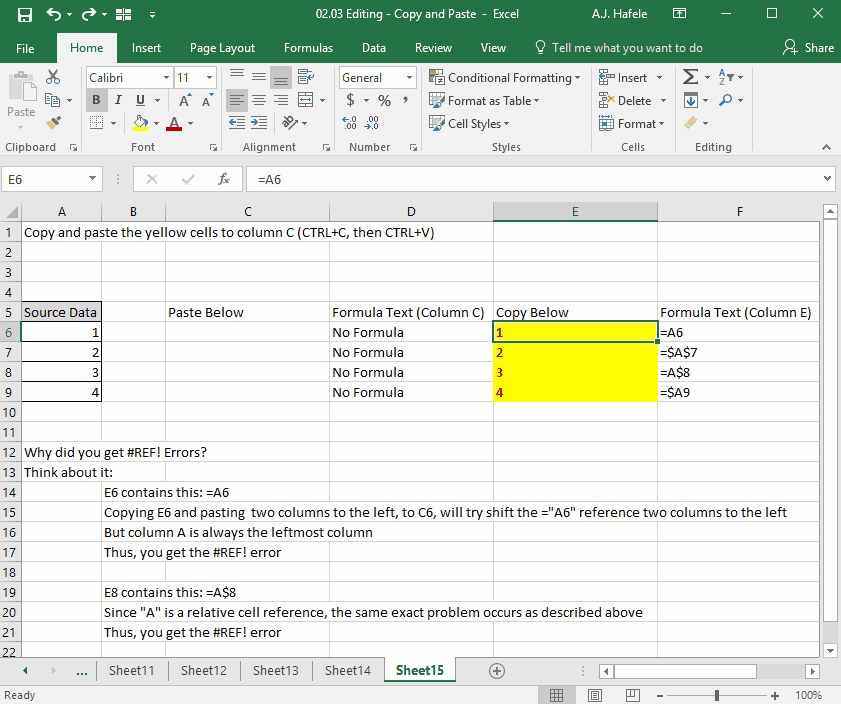 02.03 Editing - Copy and Paste - Excel
A.J. Hafele
File Home Insert Page Layout Formulas Data Review View Tell me what you want to do Share
Paste
Calibri 11
B I U A A
A
General
$ % ,
.00 .0
Conditional Formatting
Format as Table
Cell Styles
Insert
Delete
Format
Clipboard Font Alignment Number Styles Cells Editing
E6 fx =A6
A B C D E F
1 Copy and paste the yellow cells to column C (CTRL+C, then CTRL+V)
2
3
4
5 Source Data Paste Below Formula Text (Column C) Copy Below Formula Text (Column E)
6 1 No Formula 1 =A6
7 2 No Formula 2 =$A$7
8 3 No Formula 3 =A$8
9 4 No Formula 4 =$A9
10
11
12 Why did you get #REF! Errors?
13 Think about it:
14 E6 contains this: =A6
15 Copying E6 and pasting two columns to the left, to C6, will try shift the ="A6" reference two columns to the left
16 But column A is always the leftmost column
17 Thus, you get the #REF! error
18
19 E8 contains this: =A$8
20 Since "A" is a relative cell reference, the same exact problem occurs as described above
21 Thus, you get the #REF! error
22
... Sheet11 Sheet12 Sheet13 Sheet14 Sheet15
Ready 100%